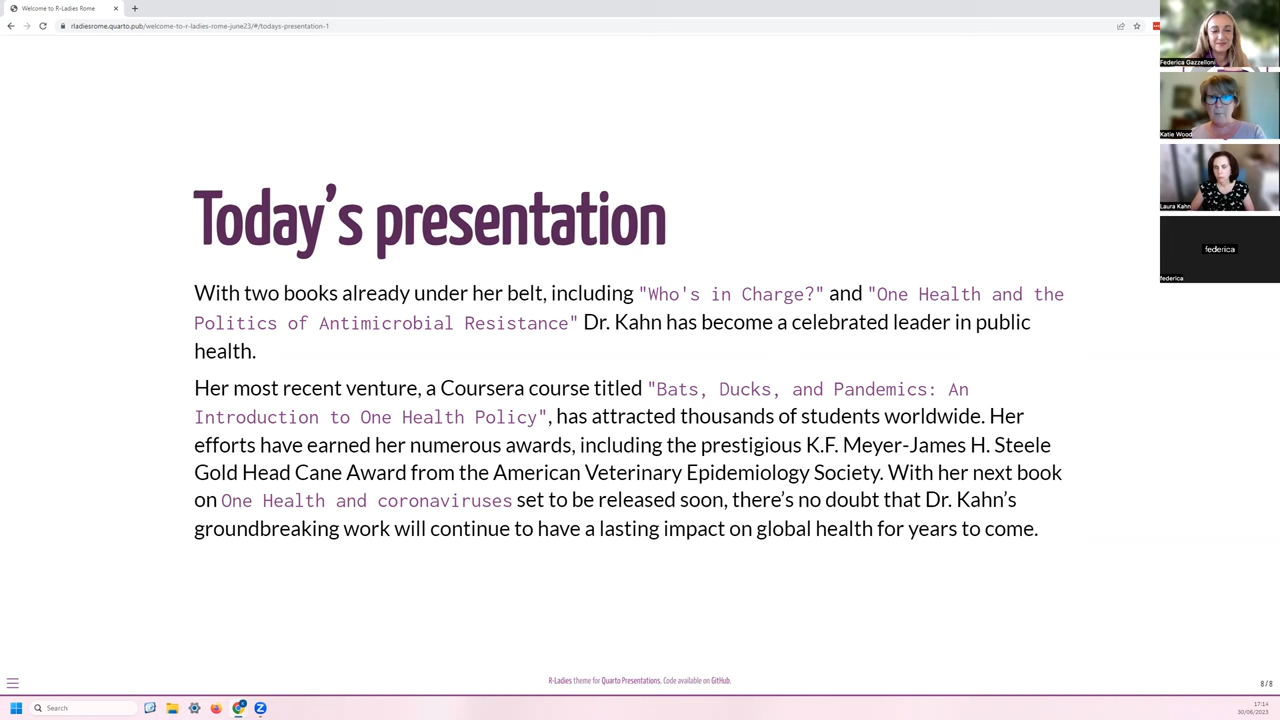 Welcome to R-Ladies Rome
rladiesrome.quarto.pub/welcome-to-r-ladies-rome-june23/#/todays-presentation-1
Federica Gazzelloni
Katie Wood
Laura Kahn
federica
federica
Today's presentation
With two books already under her belt, including "Who's in Charge?" and "One Health and the
Politics of Antimicrobial Resistance" Dr. Kahn has become a celebrated leader in public
health.
Her most recent venture, a Coursera course titled "Bats, Ducks, and Pandemics: An
Introduction to One Health Policy", has attracted thousands of students worldwide. Her
efforts have earned her numerous awards, including the prestigious K.F. Meyer-James H. Steele
Gold Head Cane Award from the American Veterinary Epidemiology Society. With her next book
on One Health and coronaviruses set to be released soon, there's no doubt that Dr. Kahn's
groundbreaking work will continue to have a lasting impact on global health for years to come.
R-Ladies theme for Quarto Presentations. Code available on GitHub.
8 / 8
Search
17:14
30/06/2023